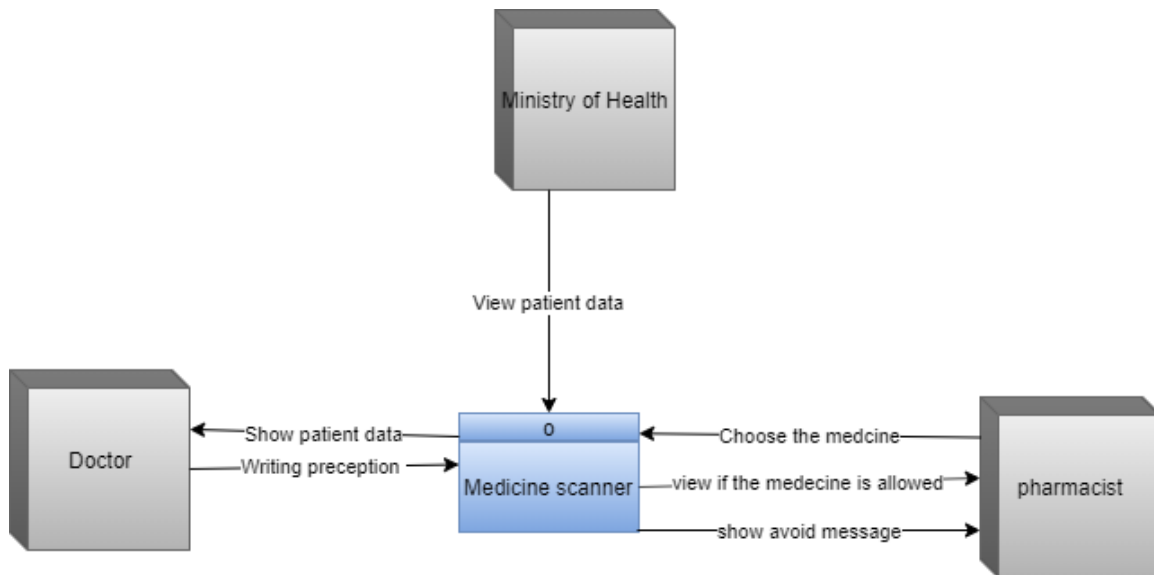 Ministry of Health
View patient data
Show patient data
Writing preception
Doctor
0
Medicine scanner
Choose the medcine
view if the medecine is allowed
show avoid message
pharmacist